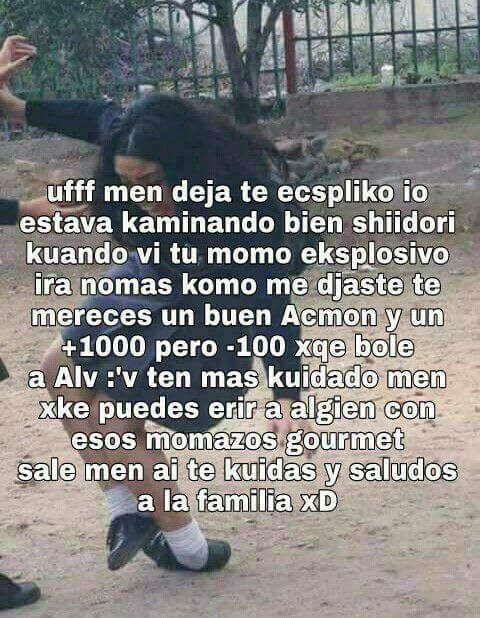 ufff men deja te ecspliko io
estava kaminando bien shiidori
kuando vi tu momo eksplosivo
ira nomas komo me djaste te
mereces un buen Acmon y un
+1000 pero -100 xqe bole
a Alv :'v ten mas kuidado men
xke puedes erir a algien con
esos momazos gourmet
sale men ai te kuidas y saludos
a la familia xD